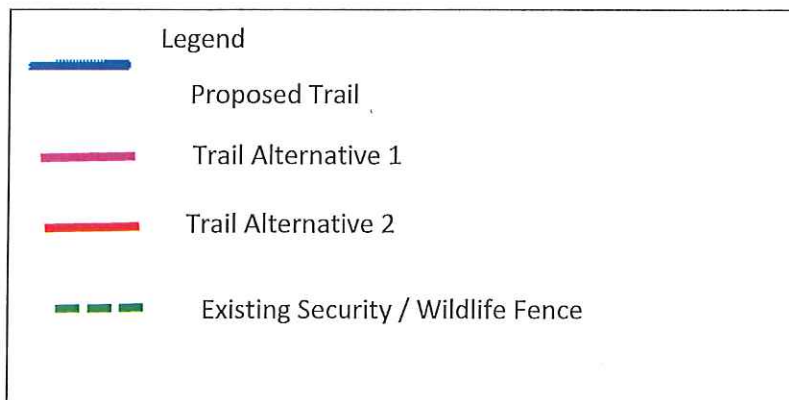 Legend
Proposed Trail
Trail Alternative 1
Trail Alternative 2
Existing Security / Wildlife Fence